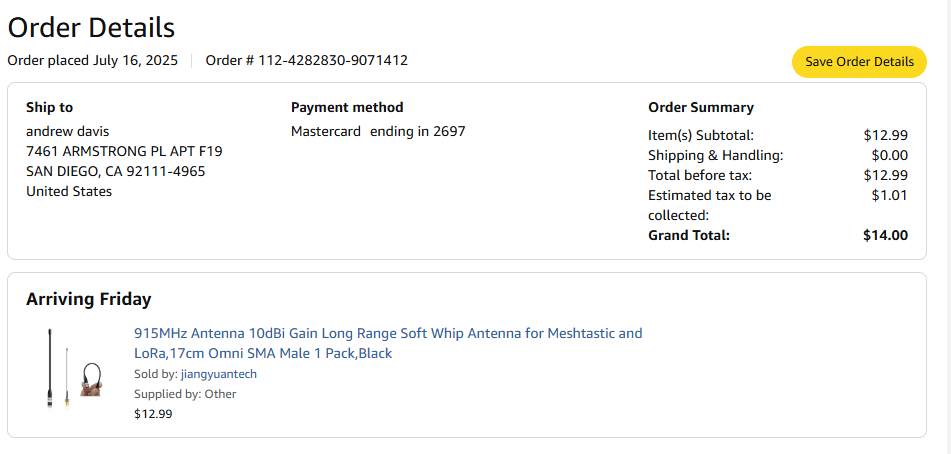 Order Details
Order placed July 16, 2025 Order # 112-4282830-9071412
Save Order Details
Ship to
andrew davis
7461 ARMSTRONG PL APT F19
SAN DIEGO, CA 92111-4965
United States
Payment method
Mastercard ending in 2697
Order Summary
Item(s) Subtotal: $12.99
Shipping & Handling: $0.00
Total before tax: $12.99
Estimated tax to be $1.01
collected:
Grand Total: $14.00
Arriving Friday
915MHz Antenna 10dBi Gain Long Range Soft Whip Antenna for Meshtastic and
LoRa,17cm Omni SMA Male 1 Pack,Black
Sold by: jiangyuantech
Supplied by: Other
$12.99